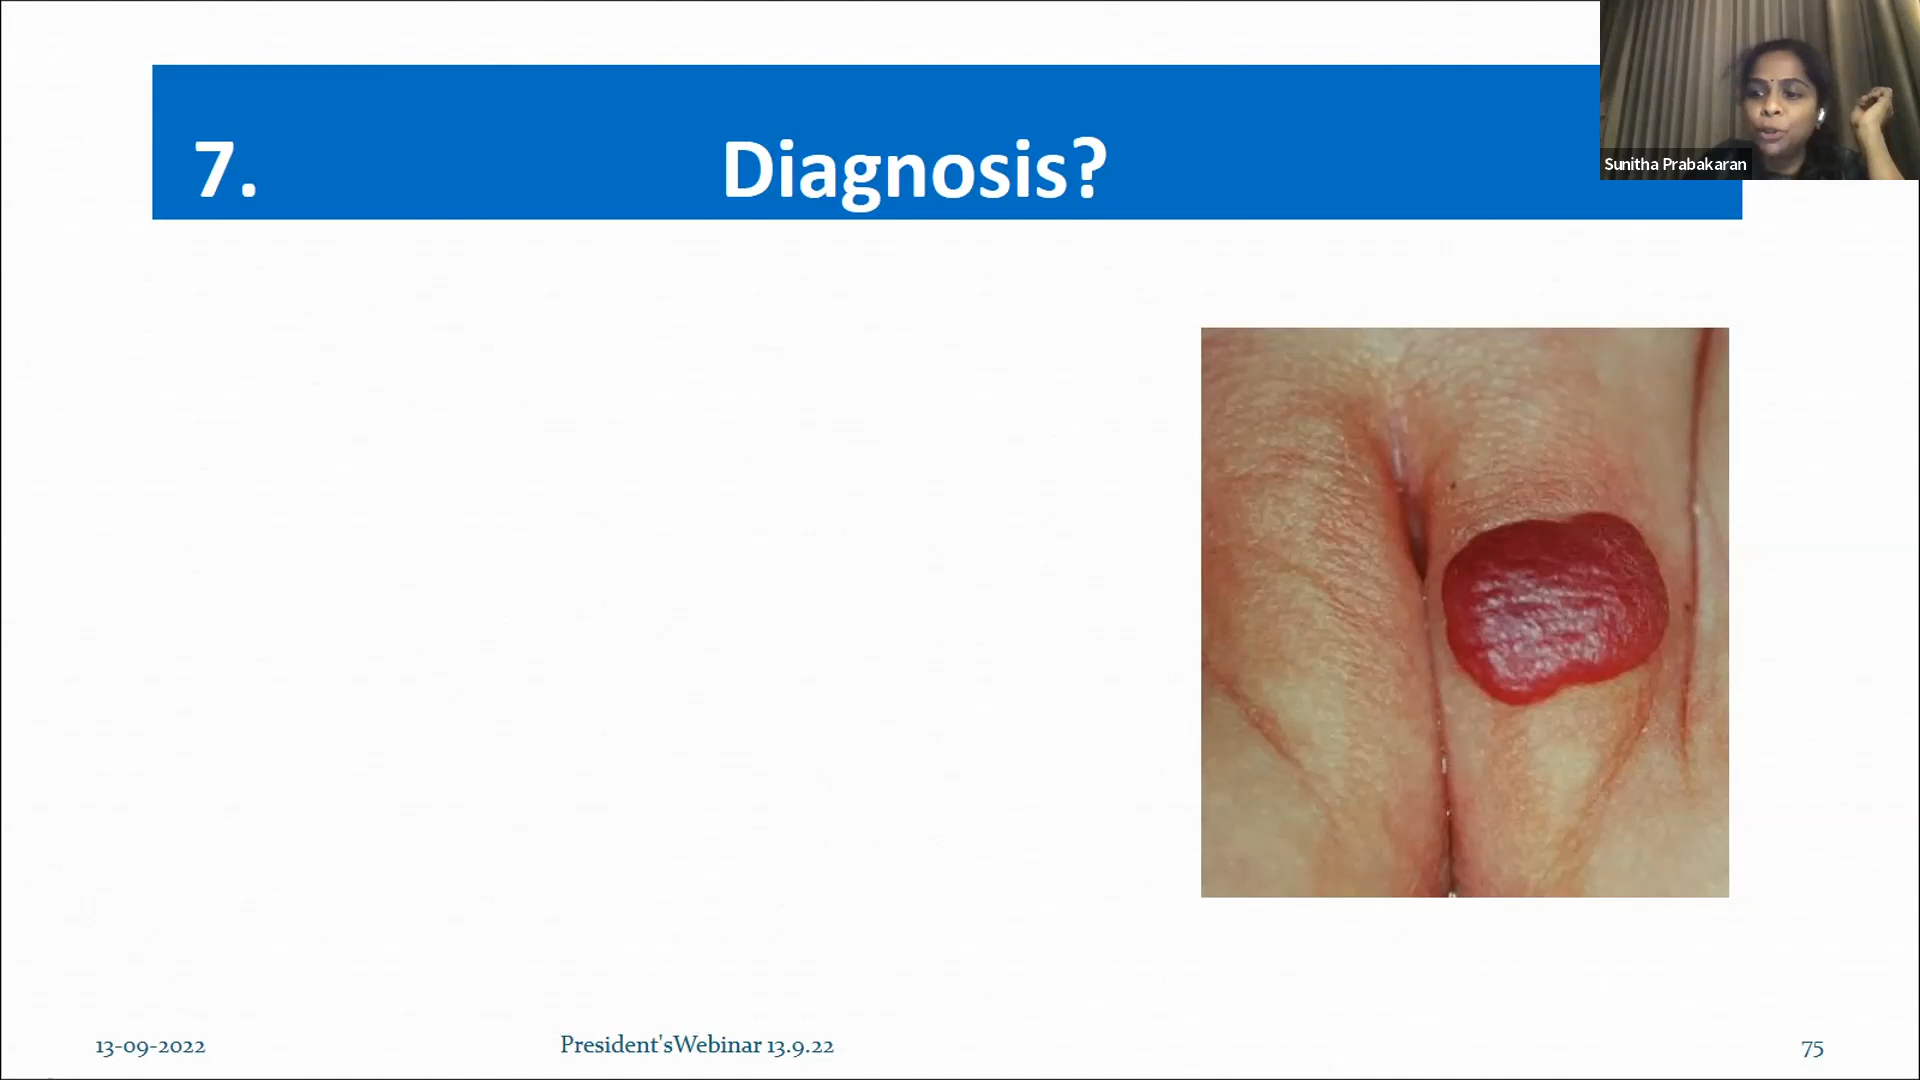 7. Diagnosis?
Sunitha Prabakaran
13-09-2022 President'sWebinar 13.9.22 75